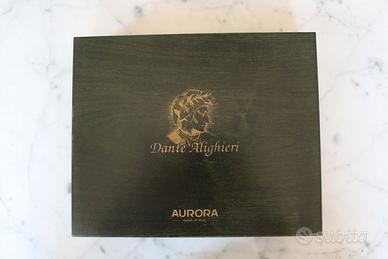 Dante Alighieri
AURORA
MADE IN ITALY
subito